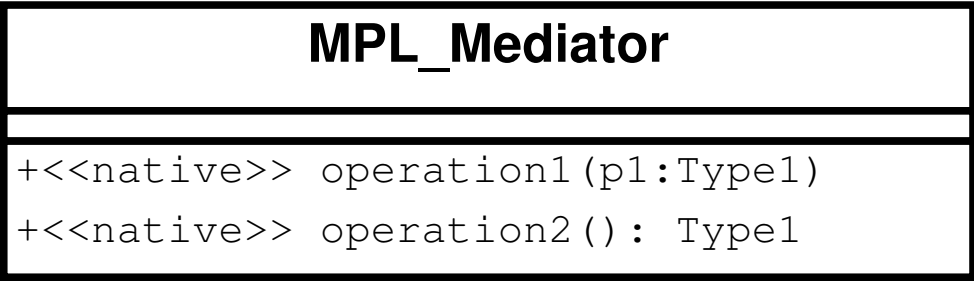 MPL_Mediator
+<<native>> operation1(p1:Type1)
+<<native>> operation2(): Type1